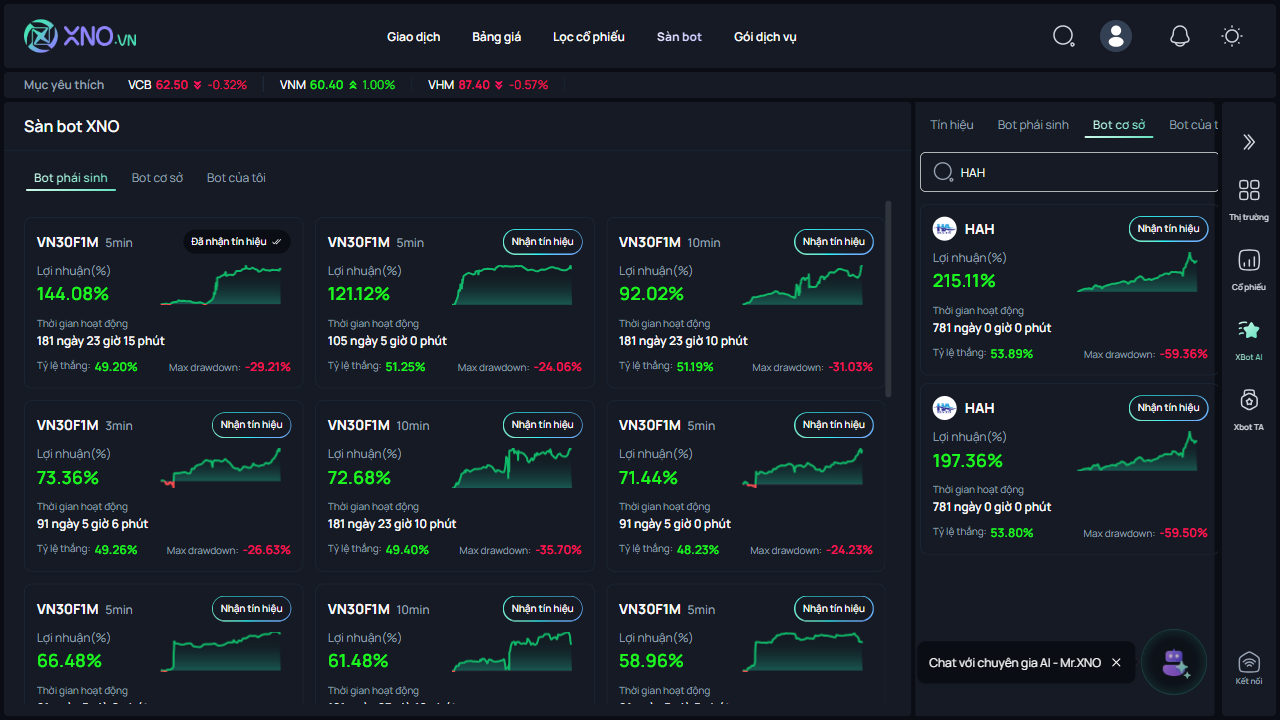 XNO.VN
Giao dịch Bảng giá Lọc cổ phiếu Sàn bot Gói dịch vụ
Mục yêu thích VCB 62.50 -0.32% VNM 60.40 1.00% VHM 87.40 -0.57%
Sàn bot XNO
Bot phái sinh Bot cơ sở Bot của tôi
VN30F1M 5min Đã nhận tín hiệu
Lợi nhuận(%)
144.08%
Thời gian hoạt động
181 ngày 23 giờ 15 phút
Tỷ lệ thắng: 49.20% Max drawdown: -29.21%
VN30F1M 5min Nhận tín hiệu
Lợi nhuận(%)
121.12%
Thời gian hoạt động
105 ngày 5 giờ 0 phút
Tỷ lệ thắng: 51.25% Max drawdown: -24.06%
VN30F1M 10min Nhận tín hiệu
Lợi nhuận(%)
92.02%
Thời gian hoạt động
181 ngày 23 giờ 10 phút
Tỷ lệ thắng: 51.19% Max drawdown: -31.03%
VN30F1M 3min Nhận tín hiệu
Lợi nhuận(%)
73.36%
Thời gian hoạt động
91 ngày 5 giờ 6 phút
Tỷ lệ thắng: 49.26% Max drawdown: -26.63%
VN30F1M 10min Nhận tín hiệu
Lợi nhuận(%)
72.68%
Thời gian hoạt động
181 ngày 23 giờ 10 phút
Tỷ lệ thắng: 49.40% Max drawdown: -35.70%
VN30F1M 5min Nhận tín hiệu
Lợi nhuận(%)
71.44%
Thời gian hoạt động
91 ngày 5 giờ 0 phút
Tỷ lệ thắng: 48.23% Max drawdown: -24.23%
VN30F1M 5min Nhận tín hiệu
Lợi nhuận(%)
66.48%
Thời gian hoạt động
VN30F1M 10min Nhận tín hiệu
Lợi nhuận(%)
61.48%
Thời gian hoạt động
VN30F1M 5min Nhận tín hiệu
Lợi nhuận(%)
58.96%
Thời gian hoạt động
Tín hiệu Bot phái sinh Bot cơ sở Bot của t
HAH
HAH Nhận tín hiệu
Lợi nhuận(%)
215.11%
Thời gian hoạt động
781 ngày 0 giờ 0 phút
Tỷ lệ thắng: 53.89% Max drawdown: -59.36%
HAH Nhận tín hiệu
Lợi nhuận(%)
197.36%
Thời gian hoạt động
781 ngày 0 giờ 0 phút
Tỷ lệ thắng: 53.80% Max drawdown: -59.50%
Chat với chuyên gia AI - Mr.XNO
Thị trường
Cổ phiếu
XBot AI
Xbot TA
Kết nối